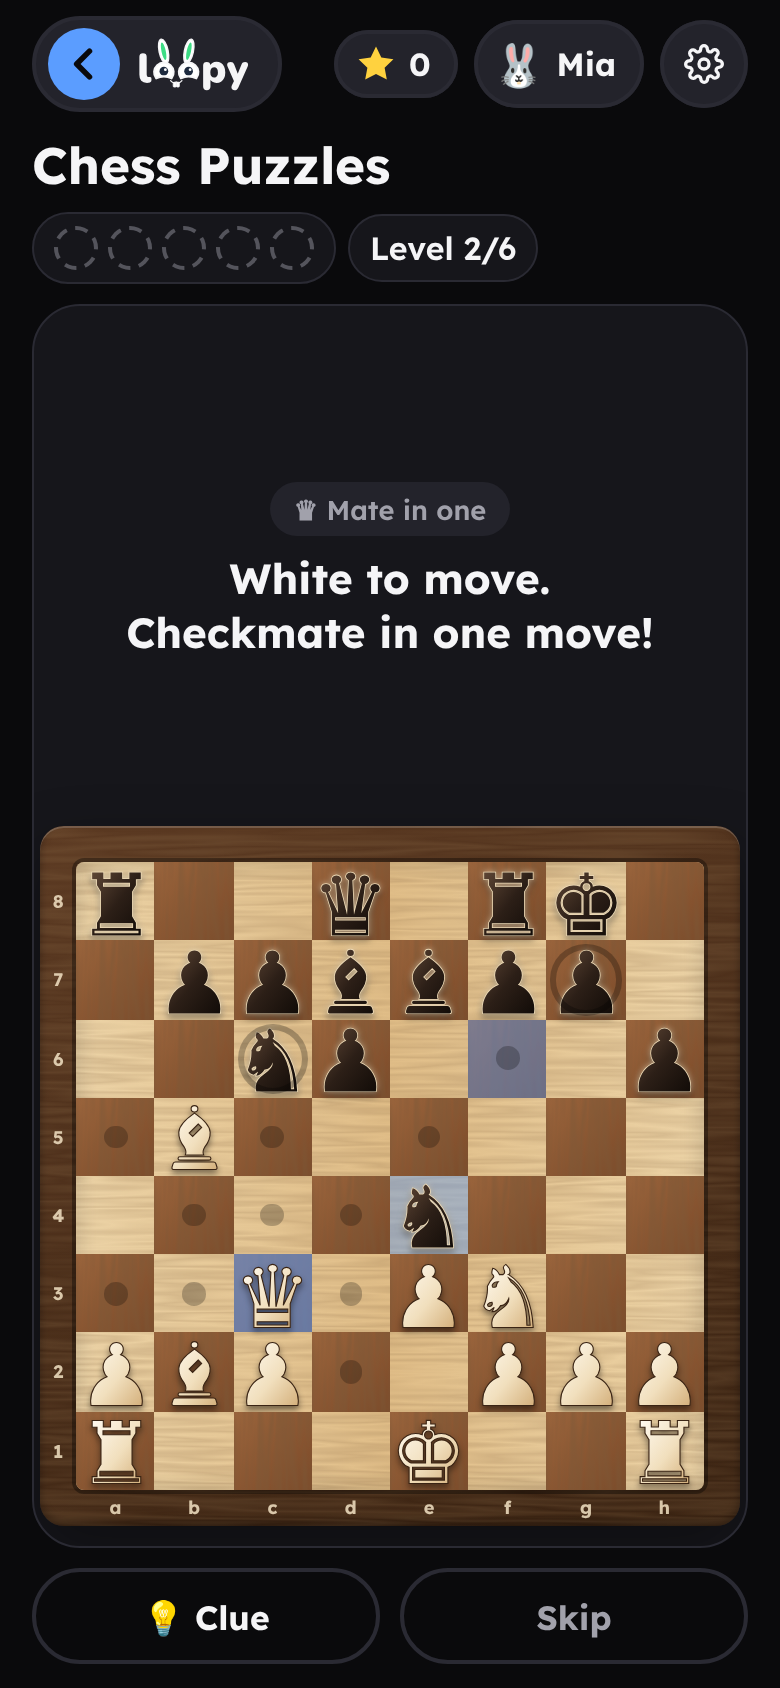 loopy
0
Mia
Chess Puzzles
Level 2/6
Mate in one
White to move.
Checkmate in one move!
8
7
6
5
4
3
2
1
a b c d e f g h
Clue
Skip